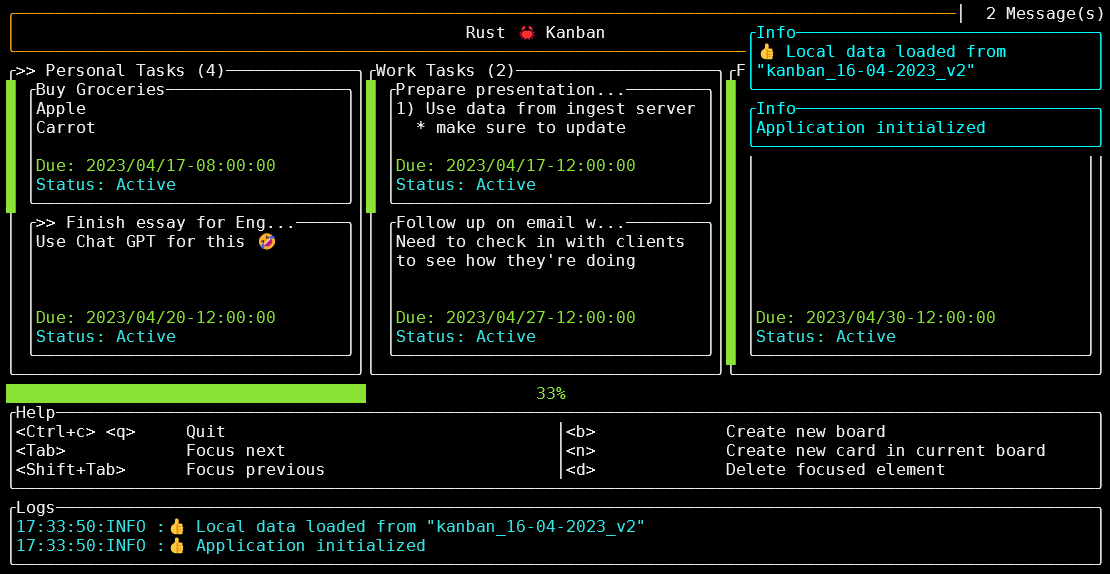 2 Message(s)
Rust 🦀 Kanban
Info
👍 Local data loaded from
"kanban_16-04-2023_v2"
Info
Application initialized
>> Personal Tasks (4)
Buy Groceries
Apple
Carrot
Due: 2023/04/17-08:00:00
Status: Active
>> Finish essay for Eng...
Use Chat GPT for this 🤣
Due: 2023/04/20-12:00:00
Status: Active
Work Tasks (2)
Prepare presentation...
1) Use data from ingest server
* make sure to update
Due: 2023/04/17-12:00:00
Status: Active
Follow up on email w...
Need to check in with clients
to see how they're doing
Due: 2023/04/27-12:00:00
Status: Active
F
Due: 2023/04/30-12:00:00
Status: Active
33%
Help
<Ctrl+c> <q> Quit
<Tab> Focus next
<Shift+Tab> Focus previous
<b> Create new board
<n> Create new card in current board
<d> Delete focused element
Logs
17:33:50:INFO :👍 Local data loaded from "kanban_16-04-2023_v2"
17:33:50:INFO :👍 Application initialized